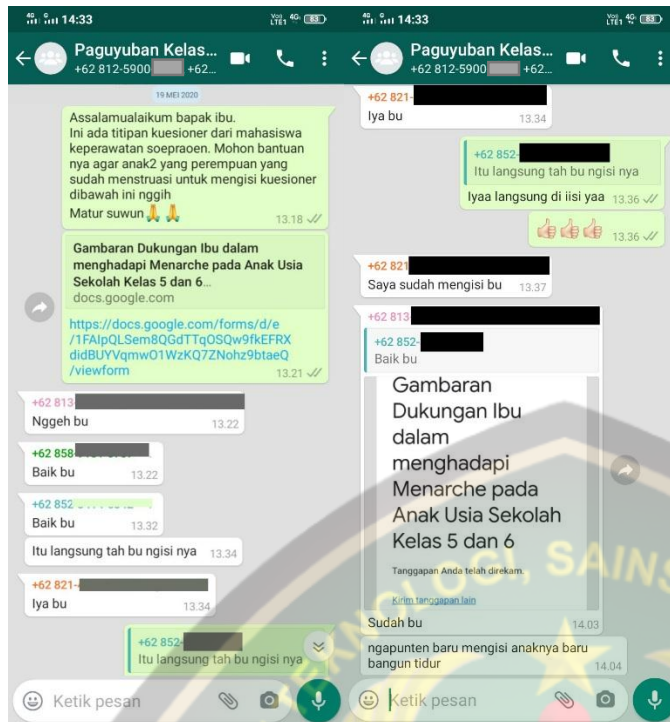 14:33
83
Paguyuban Kelas...
+62 812-5900 +62...
19 MEI 2020
Assalamualaikum bapak ibu.
Ini ada titipan kuesioner dari mahasiswa
keperawatan soepraoen. Mohon bantuan
nya agar anak2 yang perempuan yang
sudah menstruasi untuk mengisi kuesioner
dibawah ini nggih
Matur suwun 🙏 🙏
13.18
Gambaran Dukungan Ibu dalam
menghadapi Menarche pada Anak Usia
Sekolah Kelas 5 dan 6...
docs.google.com
https://docs.google.com/forms/d/e
/1FAIpQLSem8QGdTTqOSQw9fkEFRX
didBUYVqmwO1WzKQ7ZNohz9btaeQ
/viewform
13.21
+62 813-
Nggeh bu
13.22
+62 858-
Baik bu
13.22
+62 852
Baik bu
13.32
Itu langsung tah bu ngisi nya
13.34
+62 821-
Iya bu
13.34
+62 852-
Itu langsung tah bu ngisi nya
Ketik pesan
14:33
83
Paguyuban Kelas...
+62 812-5900 +62...
+62 821-
Iya bu
13.34
+62 852-
Itu langsung tah bu ngisi nya
Iyaa langsung di iisi yaa
13.36
👍👍👍
13.36
+62 821
Saya sudah mengisi bu
13.37
+62 813
+62 852-
Baik bu
Gambaran
Dukungan Ibu
dalam
menghadapi
Menarche pada
Anak Usia Sekolah
Kelas 5 dan 6
Tanggapan Anda telah direkam.
Kirim tanggapan lain
Sudah bu
14.03
ngapunten baru mengisi anaknya baru
bangun tidur
14.04
Ketik pesan